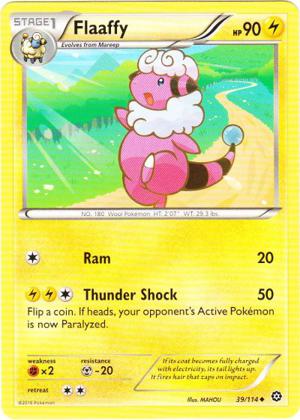 STAGE1 Flaaffy HP90
Evolves from Mareep
NO. 180 Wool Pokémon HT: 2'07" WT: 29.3 lbs.
Ram 20
Thunder Shock 50
Flip a coin. If heads, your opponent's Active Pokémon
is now Paralyzed.
weakness resistance
×2 -20
retreat
If its coat becomes fully charged
with electricity, its tail lights up.
It fires hair that zaps on impact.
©2016 Pokémon Illus. MAHOU 39/114